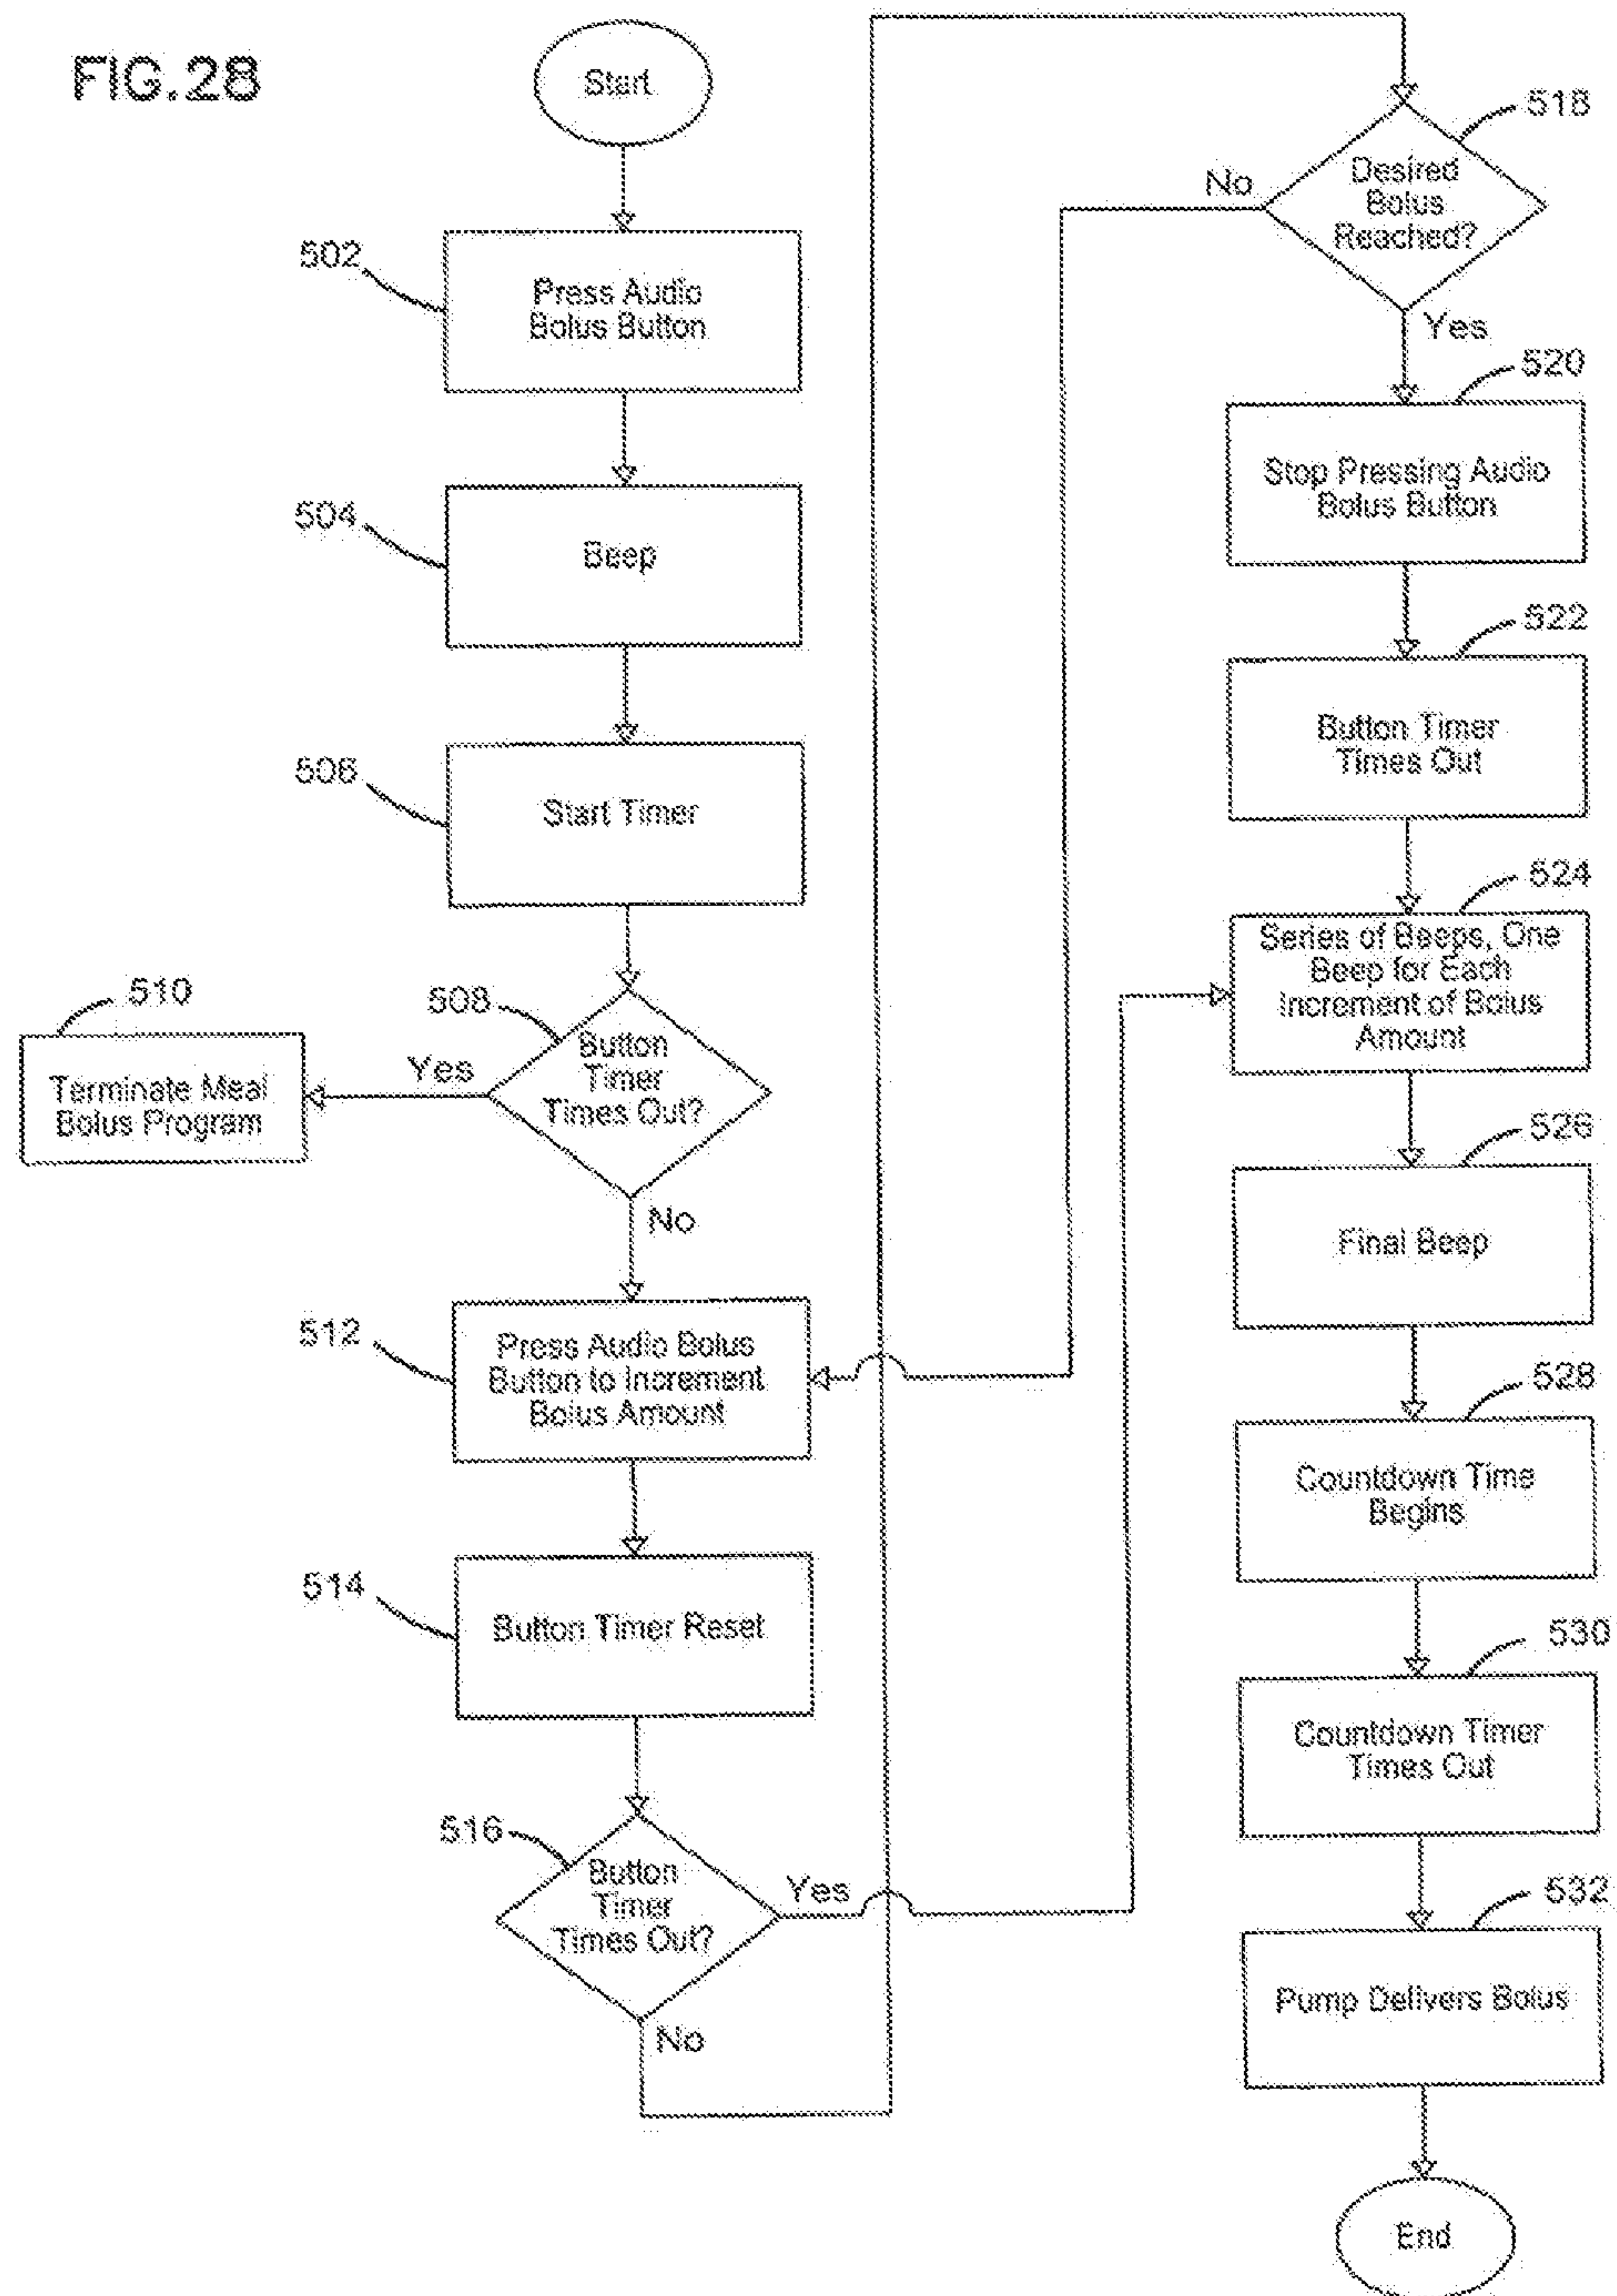 FIG.28
Start
502
Press Audio
Bolus Button
504
Beep
506
Start Timer
508
Button
Timer
Times Out?
Yes
510
Terminate Meal
Bolus Program
No
512
Press Audio Bolus
Button to Increment
Bolus Amount
514
Button Timer Reset
516
Button
Timer
Times Out?
Yes
No
518
Desired
Bolus
Reached?
No
Yes
520
Stop Pressing Audio
Bolus Button
522
Button Timer
Times Out
524
Series of Beeps, One
Beep for Each
Increment of Bolus
Amount
526
Final Beep
528
Countdown Time
Begins
530
Countdown Timer
Times Out
532
Pump Delivers Bolus
End